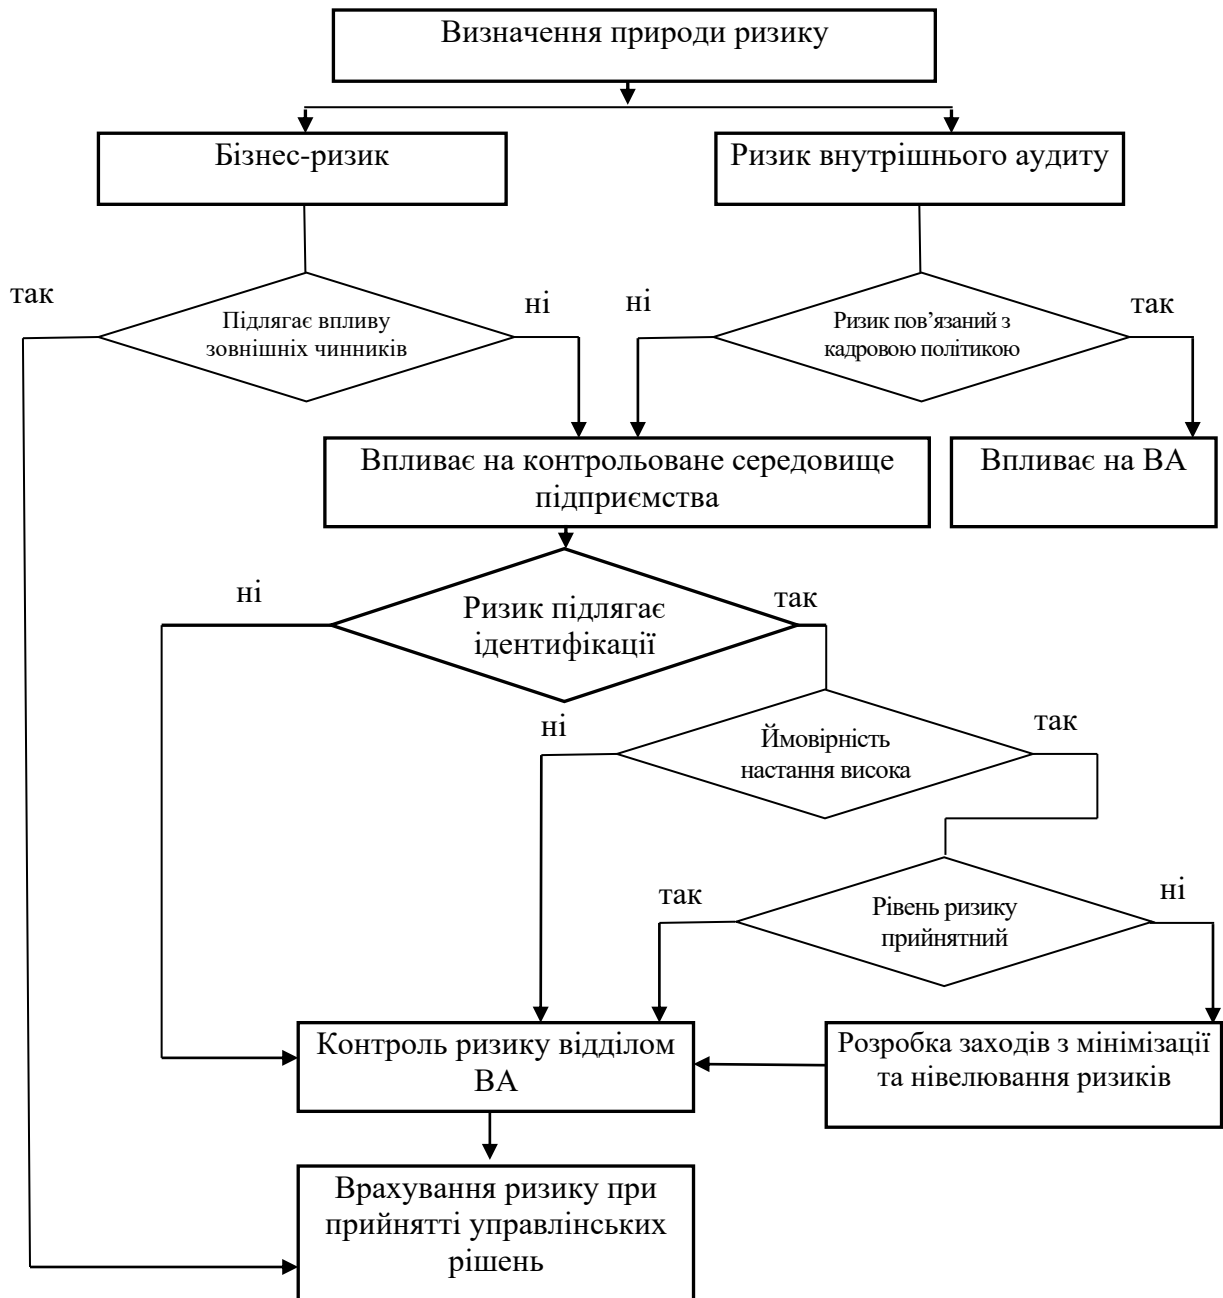 Визначення природи ризику
Бізнес-ризик
Ризик внутрішнього аудиту
так
Підлягає впливу
зовнішніх чинників
ні
ні
Ризик пов’язаний з
кадровою політикою
так
Впливає на контрольоване середовище
підприємства
Впливає на ВА
ні
Ризик підлягає
ідентифікації
так
ні
Ймовірність
настання висока
так
так
Рівень ризику
прийнятний
ні
Контроль ризику відділом
ВА
Розробка заходів з мінімізації
та нівелювання ризиків
Врахування ризику при
прийнятті управлінських
рішень